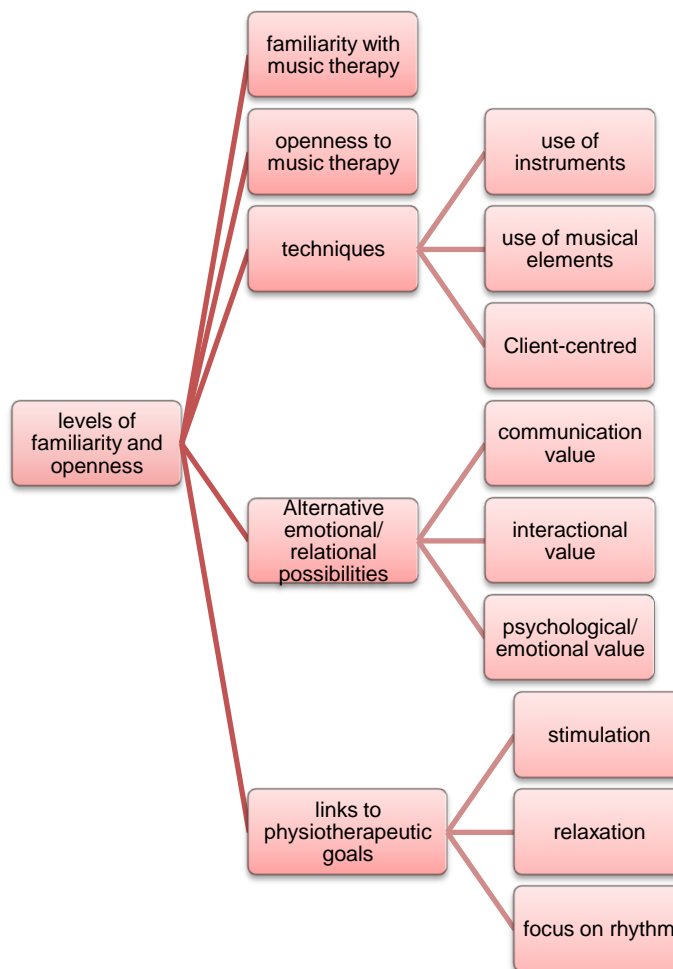 familiarity with
music therapy
openness to
music therapy
techniques
use of
instruments
use of musical
elements
Client-centred
levels of
familiarity and
openness
Alternative
emotional/
relational
possibilities
communication
value
interactional
value
psychological/
emotional value
links to
physiotherapeutic
goals
stimulation
relaxation
focus on rhythm